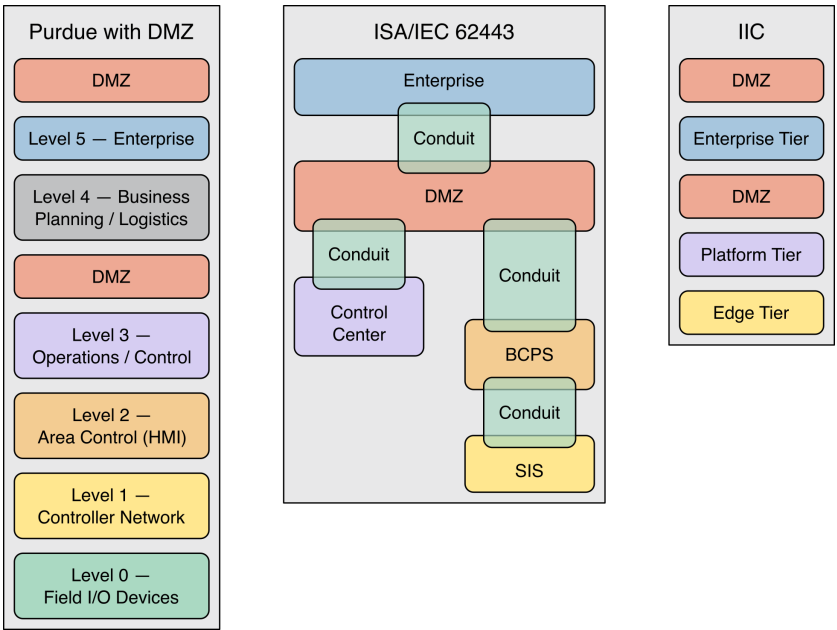 Purdue with DMZ
DMZ
Level 5 — Enterprise
Level 4 — Business
Planning / Logistics
DMZ
Level 3 —
Operations / Control
Level 2 —
Area Control (HMI)
Level 1 —
Controller Network
Level 0 —
Field I/O Devices
ISA/IEC 62443
Enterprise
Conduit
DMZ
Conduit
Conduit
Control
Center
BCPS
Conduit
SIS
IIC
DMZ
Enterprise Tier
DMZ
Platform Tier
Edge Tier